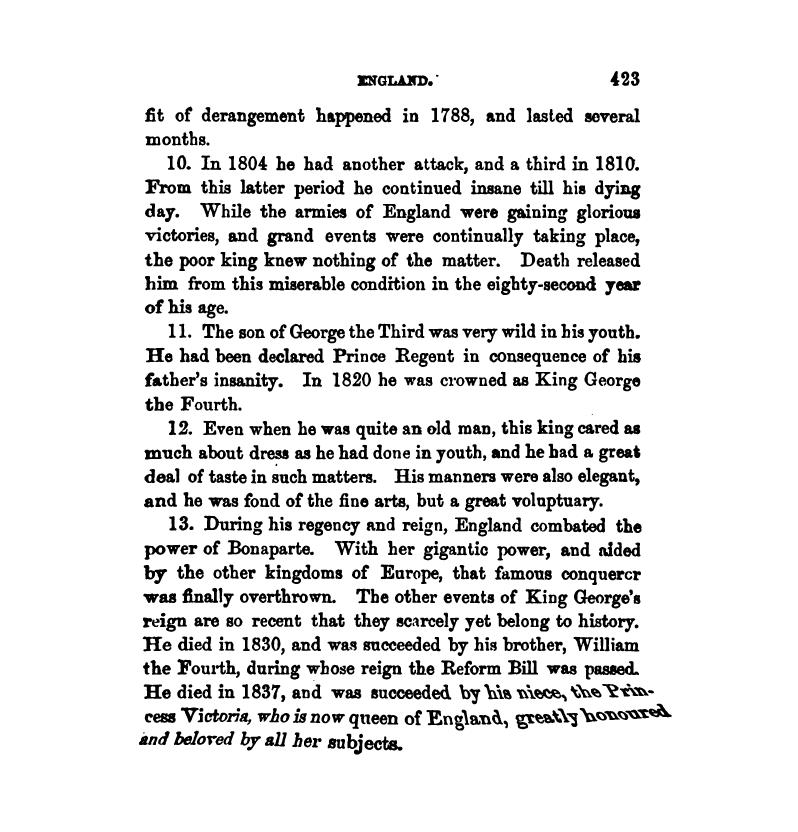 ENGLAND.
423
fit of derangement happened in 1788, and lasted several
months.
10. In 1804 he had another attack, and a third in 1810.
From this latter period he continued insane till his dying
day. While the armies of England were gaining glorious
victories, and grand events were continually taking place,
the poor king knew nothing of the matter. Death released
him from this miserable condition in the eighty-second year
of his age.
11. The son of George the Third was very wild in his youth.
He had been declared Prince Regent in consequence of his
father's insanity. In 1820 he was crowned as King George
the Fourth.
12. Even when he was quite an old man, this king cared as
much about dress as he had done in youth, and he had a great
deal of taste in such matters. His manners were also elegant,
and he was fond of the fine arts, but a great voluptuary.
13. During his regency and reign, England combated the
power of Bonaparte. With her gigantic power, and aided
by the other kingdoms of Europe, that famous conquercr
was finally overthrown. The other events of King George's
reign are so recent that they scarcely yet belong to history.
He died in 1830, and was succeeded by his brother, William
the Fourth, during whose reign the Reform Bill was passed.
He died in 1837, and was succeeded by his niece, the Prin-
cess Victoria, who is now queen of England, greatly honoured
and beloved by all her subjects.